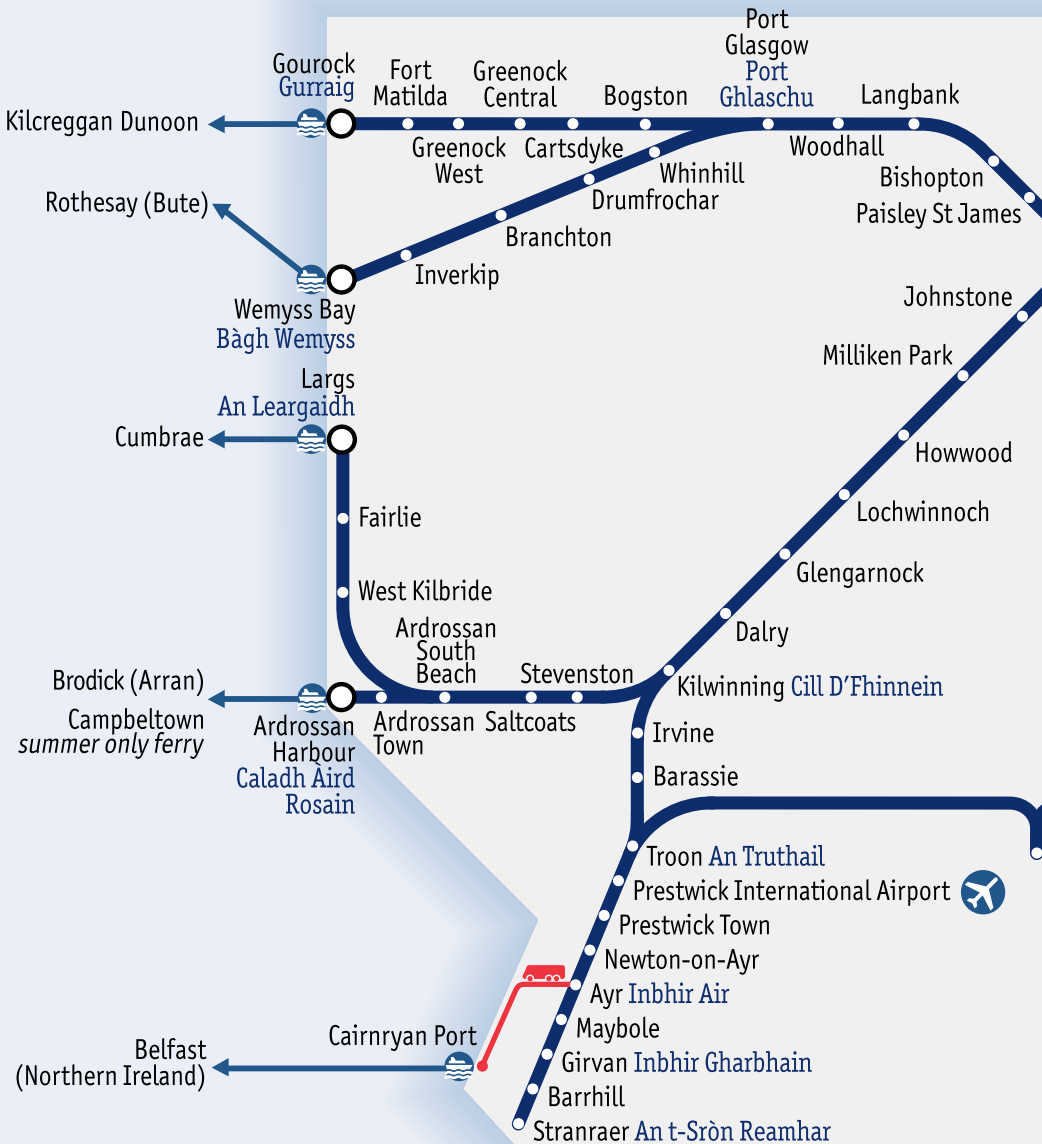 Port
Glasgow
Port
Ghlaschu
Gourock
Gurraig
Fort
Matilda
Greenock
Central
Bogston
Langbank
Kilcreggan Dunoon
Greenock
West
Cartsdyke
Whinhill
Woodhall
Bishopton
Paisley St James
Rothesay (Bute)
Drumfrochar
Branchton
Inverkip
Wemyss Bay
Bàgh Wemyss
Johnstone
Milliken Park
Largs
An Leargaidh
Cumbrae
Howwood
Lochwinnoch
Fairlie
Glengarnock
West Kilbride
Dalry
Ardrossan
South
Beach
Stevenston
Kilwinning Cill D'Fhinnein
Brodick (Arran)
Campbeltown
summer only ferry
Ardrossan
Harbour
Caladh Àird
Rosain
Ardrossan
Town
Saltcoats
Irvine
Barassie
Troon An Truthail
Prestwick International Airport
Prestwick Town
Newton-on-Ayr
Ayr Inbhir Air
Maybole
Cairnryan Port
Girvan Inbhir Gharbhain
Belfast
(Northern Ireland)
Barrhill
Stranraer An t-Sròn Reamhar